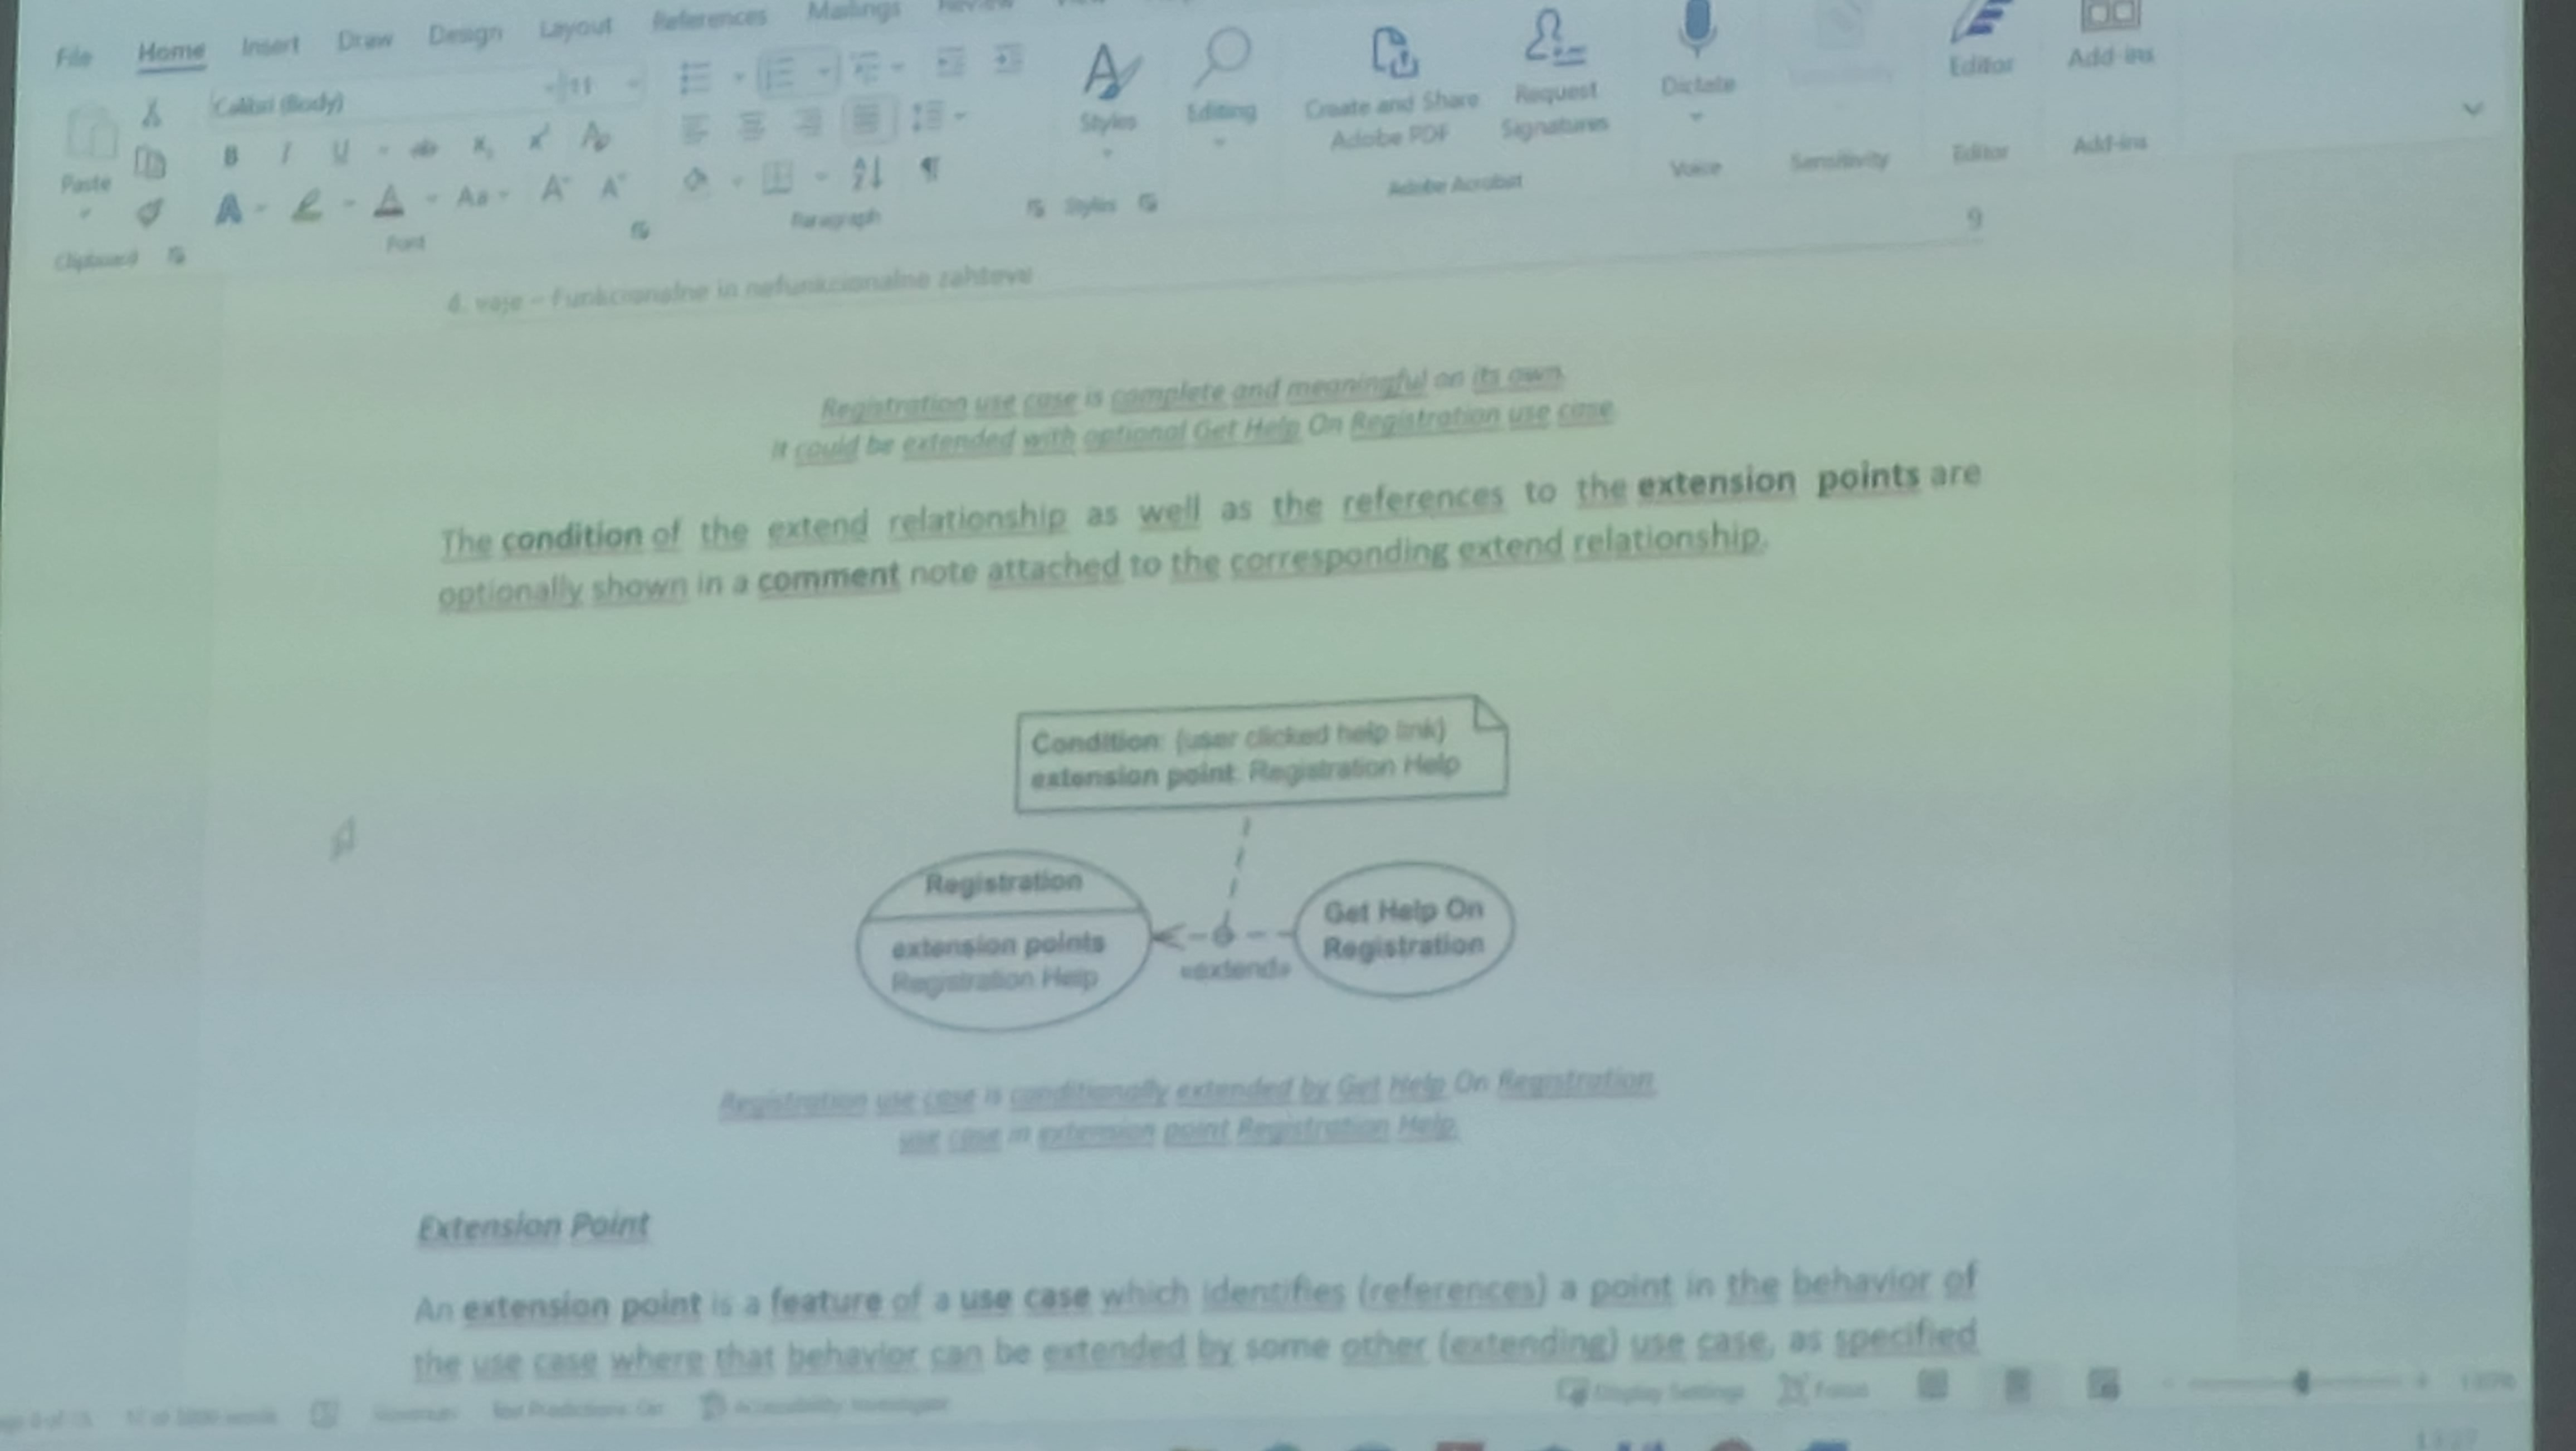 File Home Insert Draw Design Layout References Mailings Review
Calibri (Body) 11
Paste
Clipboard
Font
Paragraph
Styles
Styles
Editing
Create and Share
Adobe PDF
Request
Signatures
Adobe Acrobat
Dictate
Voice
Sensitivity
Editor
Editor
Add-ins
Add-ins
9
4. vaje – Funkcionalne in nefunkcionalne zahteve
Registration use case is complete and meaningful on its own.
It could be extended with optional Get Help On Registration use case.
The condition of the extend relationship as well as the references to the extension points are
optionally shown in a comment note attached to the corresponding extend relationship.
Condition: {user clicked help link}
extension point: Registration Help
Registration
extension points
Registration Help
«extend»
Get Help On
Registration
Registration use case is conditionally extended by Get Help On Registration
use case in extension point Registration Help.
Extension Point
An extension point is a feature of a use case which identifies (references) a point in the behavior of
the use case where that behavior can be extended by some other (extending) use case, as specified
Text Predictions: On
Accessibility: Investigate
Display Settings
Focus